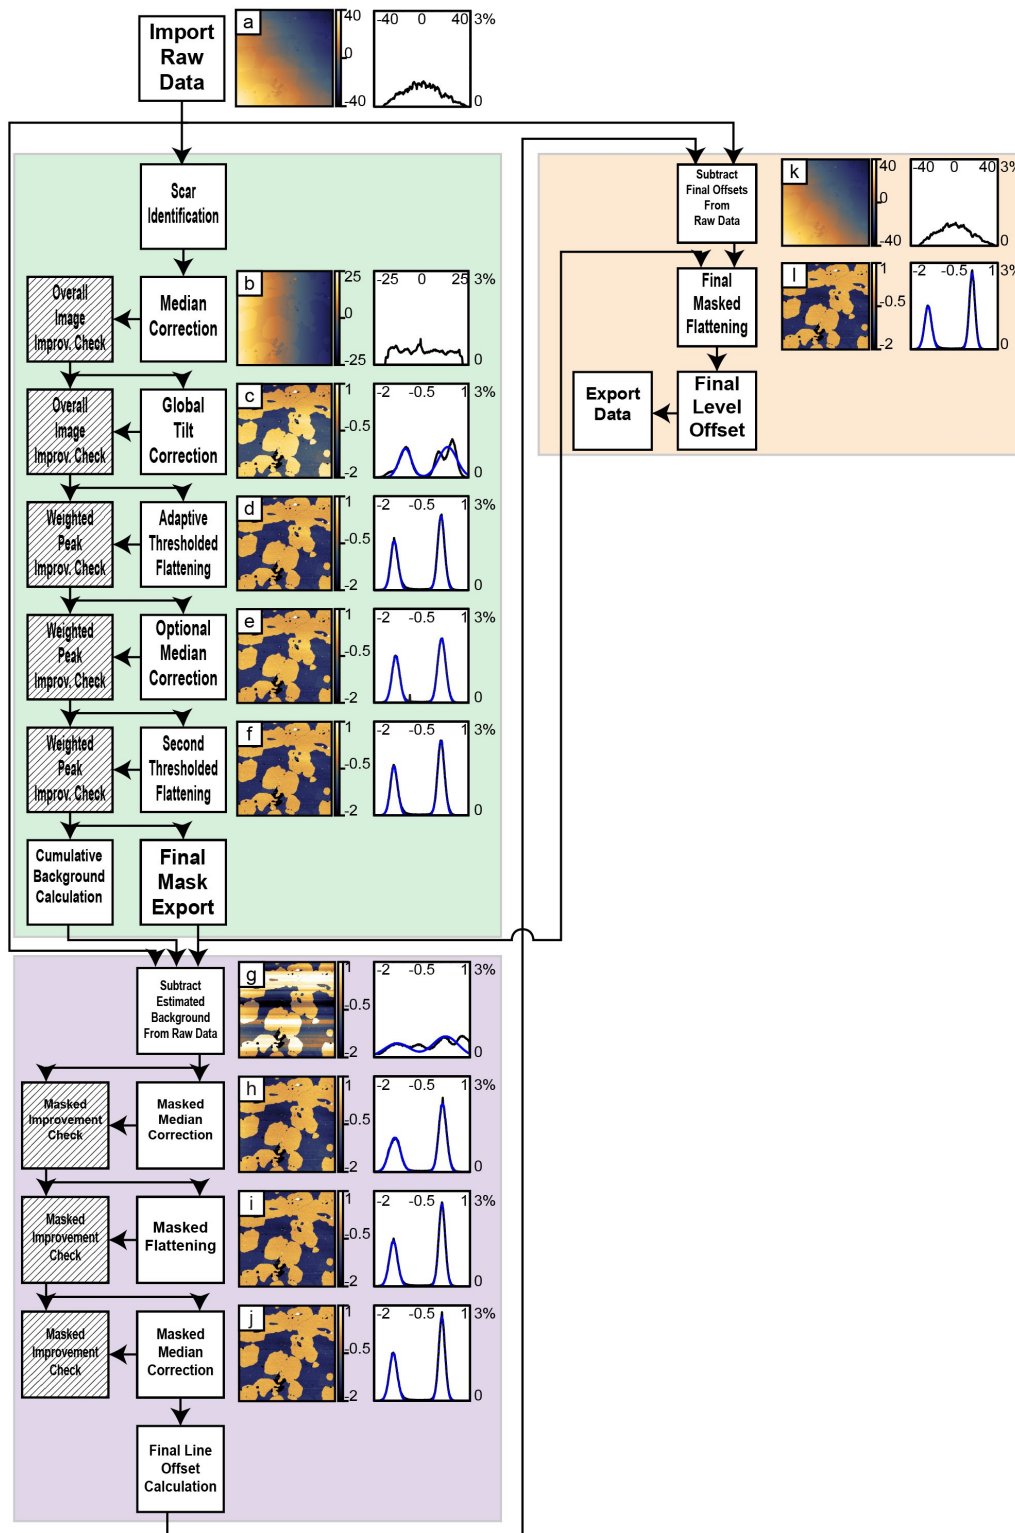 Import
Raw
Data
a
40
0
-40
-40 0 40 3%
0
Scar
Identification
Overall
Image
Improv. Check
Median
Correction
b
25
0
-25
-25 0 25 3%
0
Overall
Image
Improv. Check
Global
Tilt
Correction
c
1
-0.5
-2
-2 -0.5 1 3%
0
Weighted
Peak
Improv. Check
Adaptive
Thresholded
Flattening
d
1
-0.5
-2
-2 -0.5 1 3%
0
Weighted
Peak
Improv. Check
Optional
Median
Correction
e
1
-0.5
-2
-2 -0.5 1 3%
0
Weighted
Peak
Improv. Check
Second
Thresholded
Flattening
f
1
-0.5
-2
-2 -0.5 1 3%
0
Cumulative
Background
Calculation
Final
Mask
Export
Subtract
Estimated
Background
From Raw Data
g
1
-0.5
-2
-2 -0.5 1 3%
0
Masked
Improvement
Check
Masked
Median
Correction
h
1
-0.5
-2
-2 -0.5 1 3%
0
Masked
Improvement
Check
Masked
Flattening
i
1
-0.5
-2
-2 -0.5 1 3%
0
Masked
Improvement
Check
Masked
Median
Correction
j
1
-0.5
-2
-2 -0.5 1 3%
0
Final Line
Offset
Calculation
Subtract
Final Offsets
From
Raw Data
k
40
0
-40
-40 0 40 3%
0
Final
Masked
Flattening
l
1
-0.5
-2
-2 -0.5 1 3%
0
Export
Data
Final
Level
Offset